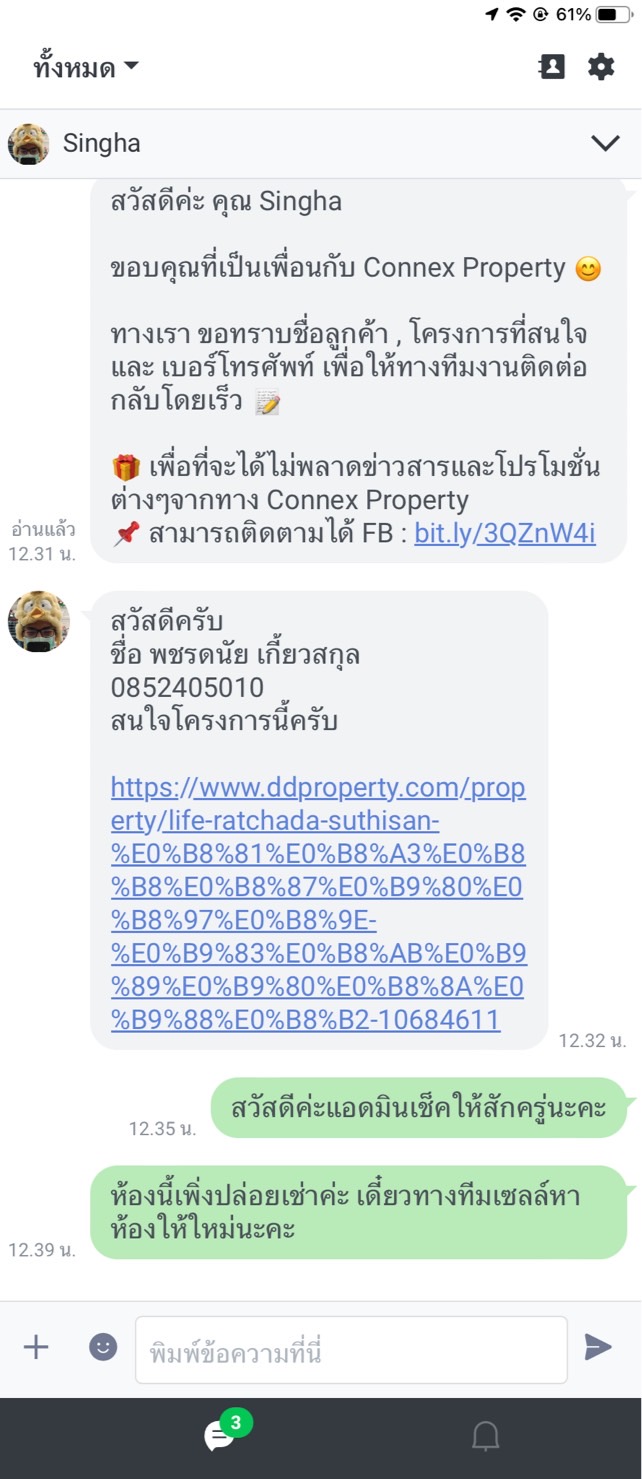 61%
ทั้งหมด
Singha
สวัสดีค่ะ คุณ Singha
ขอบคุณที่เป็นเพื่อนกับ Connex Property 😊
ทางเรา ขอทราบชื่อลูกค้า , โครงการที่สนใจ
และ เบอร์โทรศัพท์ เพื่อให้ทางทีมงานติดต่อ
กลับโดยเร็ว 📝
🎁 เพื่อที่จะได้ไม่พลาดข่าวสารและโปรโมชั่น
ต่างๆจากทาง Connex Property
📌 สามารถติดตามได้ FB : bit.ly/3QZnW4i
อ่านแล้ว
12.31 น.
สวัสดีครับ
ชื่อ พชรดนัย เกี้ยวสกุล
0852405010
สนใจโครงการนี้ครับ
https://www.ddproperty.com/prop
erty/life-ratchada-suthisan-
%E0%B8%81%E0%B8%A3%E0%B8
%B8%E0%B8%87%E0%B9%80%E0
%B8%97%E0%B8%9E-
%E0%B9%83%E0%B8%AB%E0%B9
%89%E0%B9%80%E0%B8%8A%E0
%B9%88%E0%B8%B2-10684611
12.32 น.
สวัสดีค่ะแอดมินเช็คให้สักครู่นะคะ
12.35 น.
ห้องนี้เพิ่งปล่อยเช่าค่ะ เดี๋ยวทางทีมเซลล์หา
ห้องให้ใหม่นะคะ
12.39 น.
พิมพ์ข้อความที่นี่
3